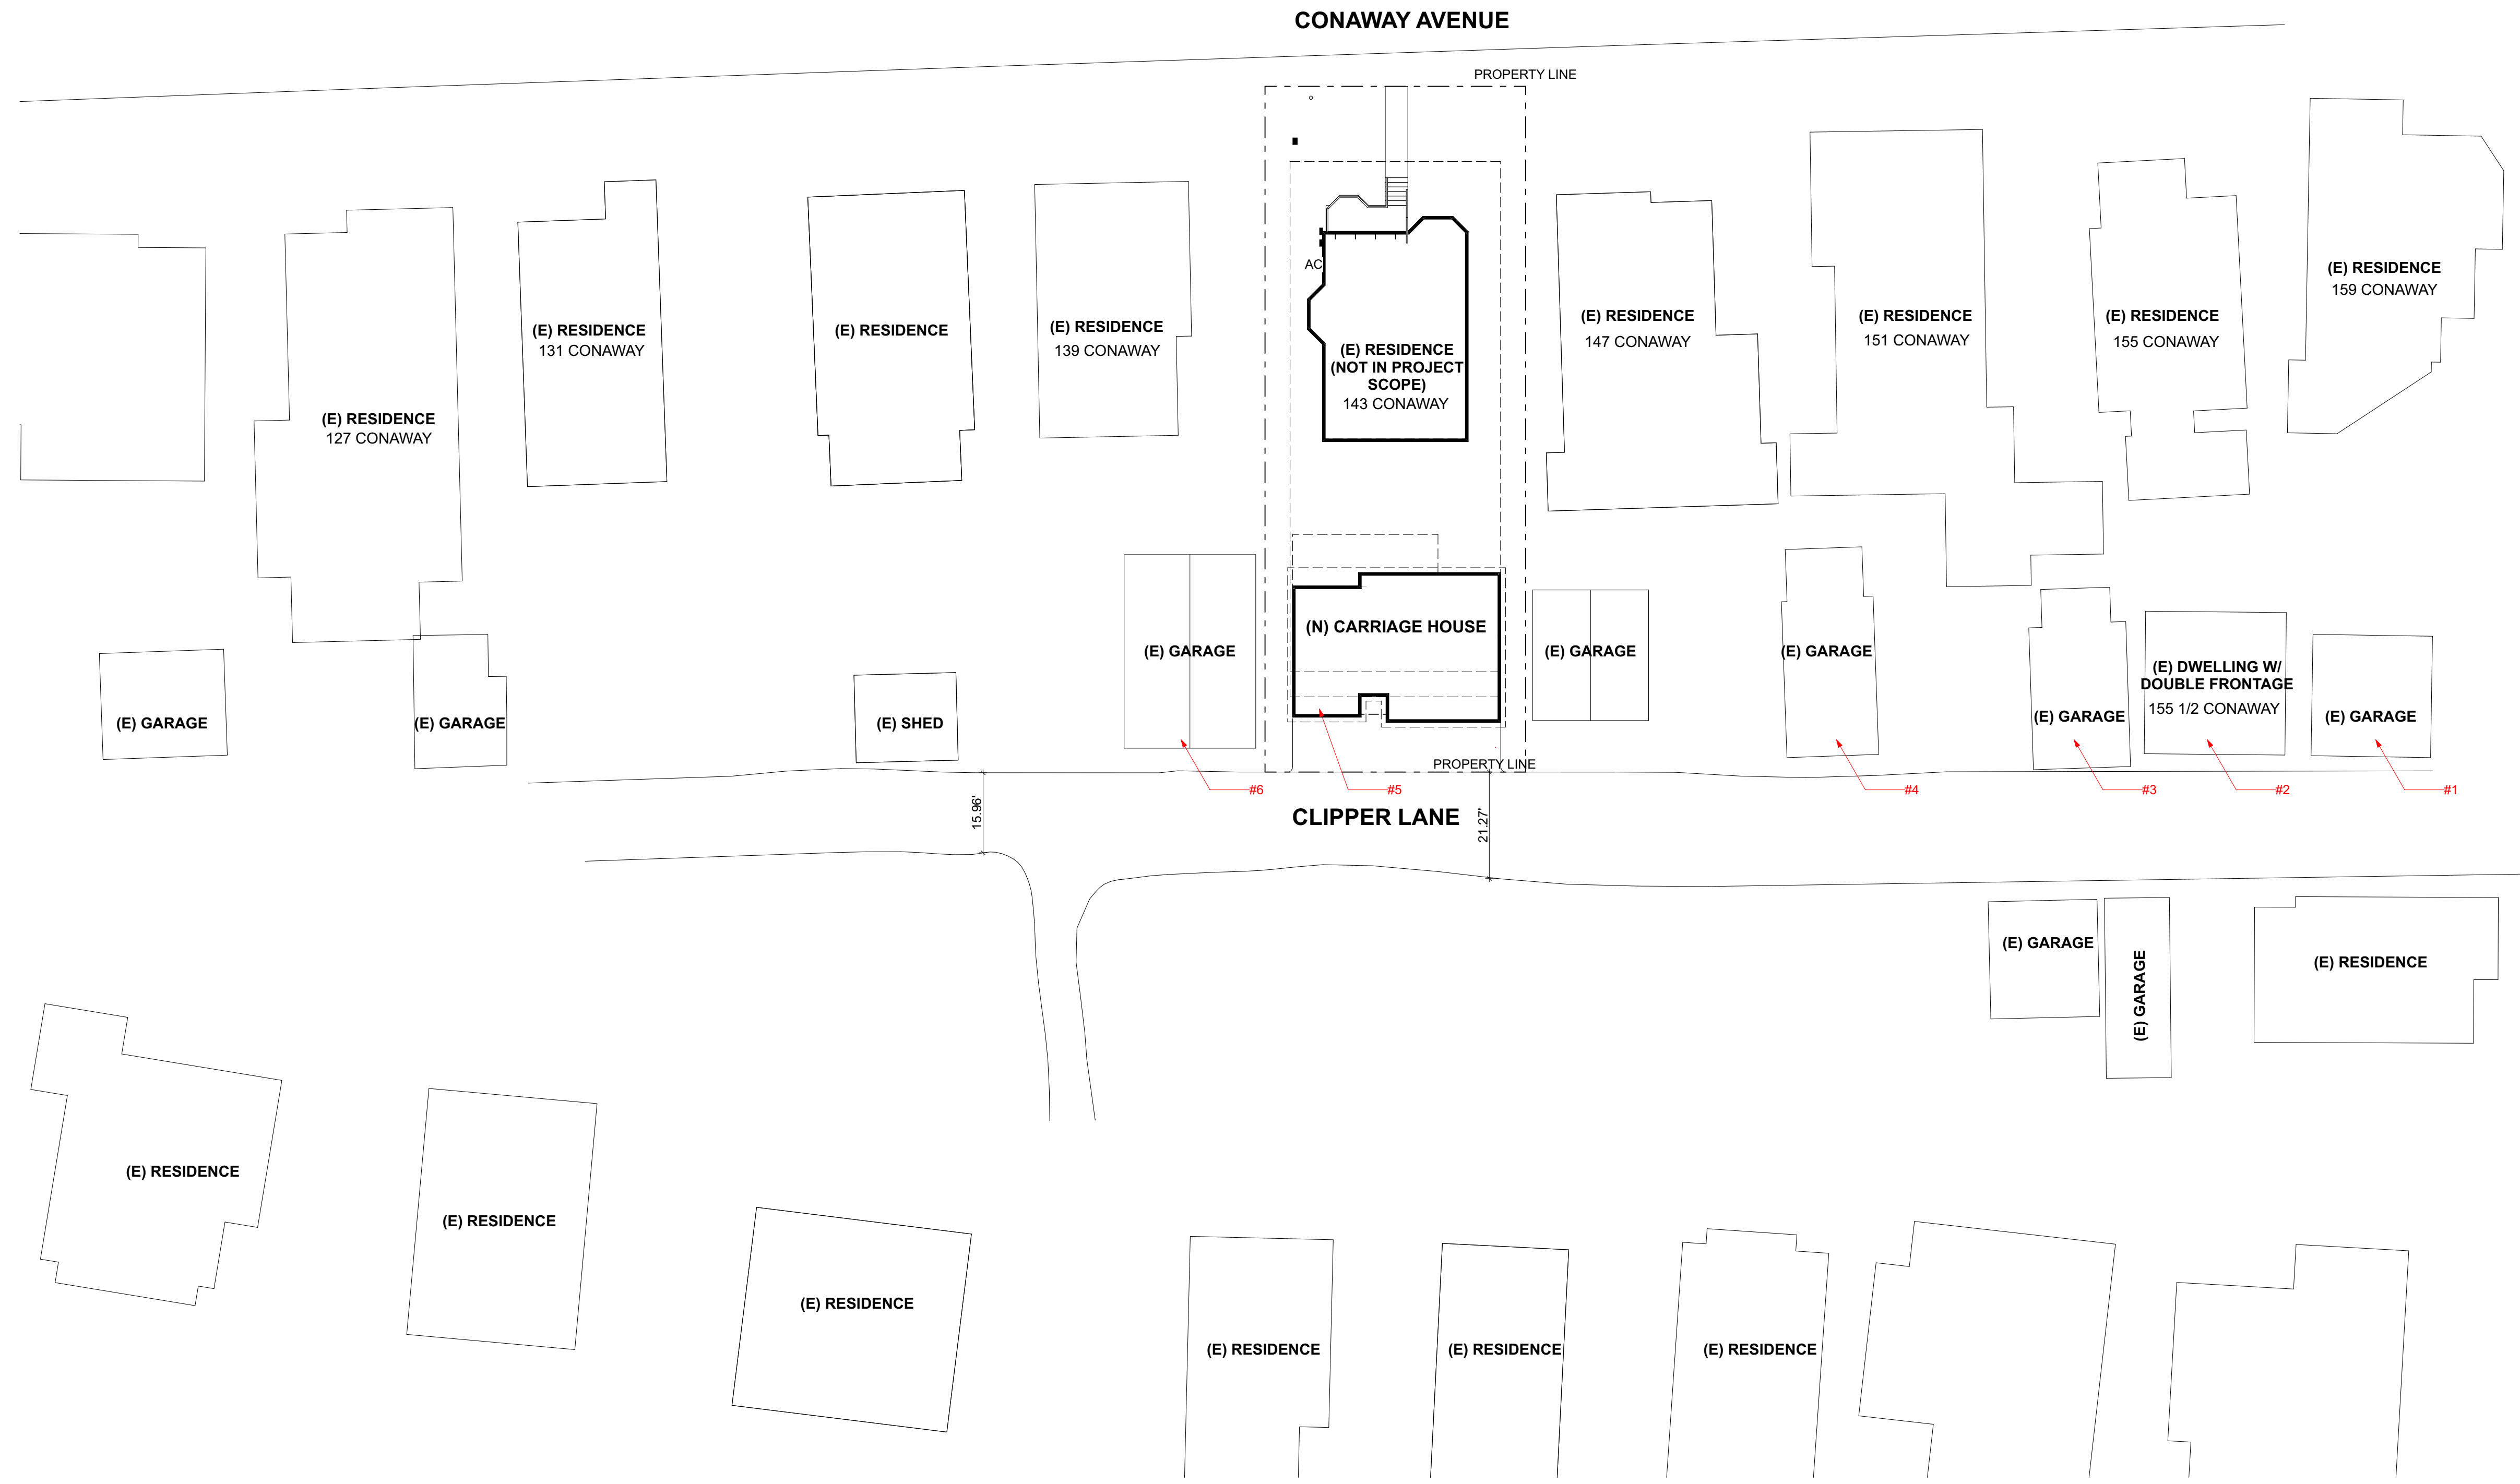 CONAWAY AVENUE
PROPERTY LINE
(E) RESIDENCE
127 CONAWAY
(E) RESIDENCE
131 CONAWAY
(E) RESIDENCE
(E) RESIDENCE
139 CONAWAY
AC
(E) RESIDENCE
(NOT IN PROJECT
SCOPE)
143 CONAWAY
(E) RESIDENCE
147 CONAWAY
(E) RESIDENCE
151 CONAWAY
(E) RESIDENCE
155 CONAWAY
(E) RESIDENCE
159 CONAWAY
(E) GARAGE
(E) GARAGE
(E) SHED
(E) GARAGE
(N) CARRIAGE HOUSE
(E) GARAGE
(E) GARAGE
(E) GARAGE
(E) DWELLING W/
DOUBLE FRONTAGE
155 1/2 CONAWAY
(E) GARAGE
PROPERTY LINE
#6
#5
#4
#3
#2
#1
15.96'
CLIPPER LANE
21.27'
(E) GARAGE
(E) GARAGE
(E) RESIDENCE
(E) RESIDENCE
(E) RESIDENCE
(E) RESIDENCE
(E) RESIDENCE
(E) RESIDENCE
(E) RESIDENCE